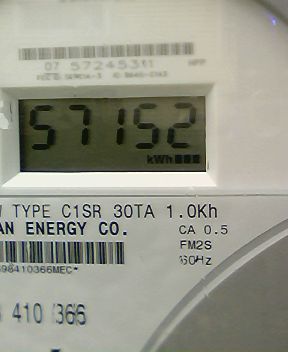 07 57245311
57152
kWh
TYPE C1SR 30TA 1.0Kh
AN ENERGY CO.
CA 0.5
FM2S
60Hz
98410366MEC*
410 366